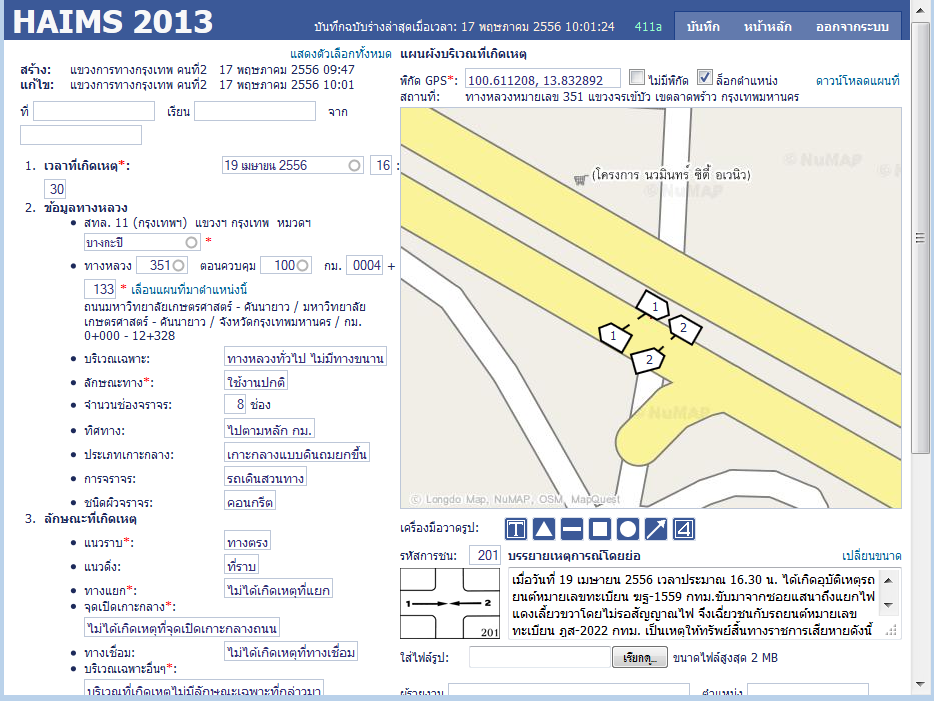 HAIMS 2013
บันทึกฉบับร่างล่าสุดเมื่อเวลา: 17 พฤษภาคม 2556 10:01:24 411a บันทึก หน้าหลัก ออกจากระบบ
แสดงตัวเลือกทั้งหมด
สร้าง: แขวงการทางกรุงเทพ คนที่2 17 พฤษภาคม 2556 09:47
แก้ไข: แขวงการทางกรุงเทพ คนที่2 17 พฤษภาคม 2556 10:01
ที่ เรียน จาก
1. เวลาที่เกิดเหตุ*: 19 เมษายน 2556 16 :
30
2. ข้อมูลทางหลวง
• สทล. 11 (กรุงเทพฯ) แขวงฯ กรุงเทพ หมวดฯ
บางกะปิ *
• ทางหลวง 351 ตอนควบคุม 100 กม. 0004 +
133 * เลื่อนแผนที่มาตำแหน่งนี้
ถนนมหาวิทยาลัยเกษตรศาสตร์ - คันนายาว / มหาวิทยาลัย
เกษตรศาสตร์ - คันนายาว / จังหวัดกรุงเทพมหานคร / กม.
0+000 - 12+328
• บริเวณเฉพาะ: ทางหลวงทั่วไป ไม่มีทางขนาน
• ลักษณะทาง*: ใช้งานปกติ
• จำนวนช่องจราจร: 8 ช่อง
• ทิศทาง: ไปตามหลัก กม.
• ประเภทเกาะกลาง: เกาะกลางแบบดินถมยกขึ้น
• การจราจร: รถเดินสวนทาง
• ชนิดผิวจราจร: คอนกรีต
3. ลักษณะที่เกิดเหตุ
• แนวราบ*: ทางตรง
• แนวดิ่ง: ที่ราบ
• ทางแยก*: ไม่ได้เกิดเหตุที่แยก
• จุดเปิดเกาะกลาง*:
ไม่ได้เกิดเหตุที่จุดเปิดเกาะกลางถนน
• ทางเชื่อม: ไม่ได้เกิดเหตุที่ทางเชื่อม
• บริเวณเฉพาะอื่นๆ*:
บริเวณที่เกิดเหตุไม่มีลักษณะเฉพาะที่กล่าวมา
แผนผังบริเวณที่เกิดเหตุ
พิกัด GPS*: 100.611208, 13.832892 ไม่มีพิกัด ล็อกตำแหน่ง ดาวน์โหลดแผนที่
สถานที่: ทางหลวงหมายเลข 351 แขวงจรเข้บัว เขตลาดพร้าว กรุงเทพมหานคร
© NuMAP
(โครงการ นวมินทร์ ซิตี้ อเวนิว)
© NuMAP
1
2
1
2
© NuMAP
© Longdo Map, NuMAP, OSM, MapQuest
เครื่องมือวาดรูป: T 4
รหัสการชน: 201 บรรยายเหตุการณ์โดยย่อ เปลี่ยนขนาด
1 2
201
เมื่อวันที่ 19 เมษายน 2556 เวลาประมาณ 16.30 น. ได้เกิดอุบัติเหตุรถ
ยนต์หมายเลขทะเบียน ฆฐ-1559 กทม.ขับมาจากซอยแสนาถึงแยกไฟ
แดงเลี้ยวขวาโดยไม่รอสัญญาณไฟ จึงเฉี่ยวชนกับรถยนต์หมายเลข
ทะเบียน ภูส-2022 กทม. เป็นเหตุให้ทรัพย์สินทางราชการเสียหายดังนี้
ใส่ไฟล์รูป: เรียกดู... ขนาดไฟล์สูงสุด 2 MB
ผู้รายงาน ตำแหน่ง